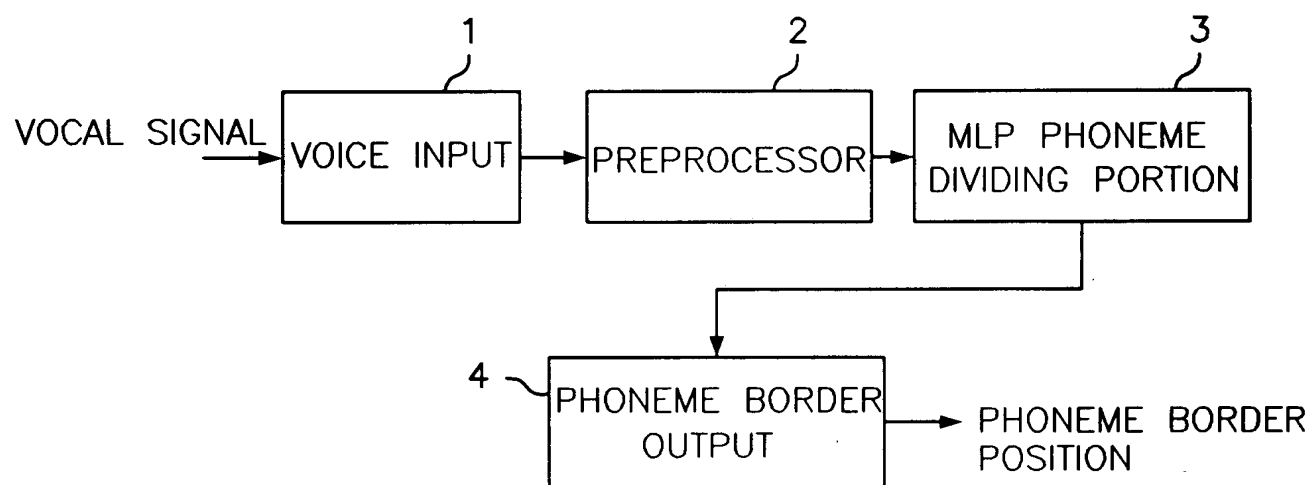 1
2
3
VOCAL SIGNAL
VOICE INPUT
PREPROCESSOR
MLP PHONEME
DIVIDING PORTION
4
PHONEME BORDER
OUTPUT
PHONEME BORDER
POSITION